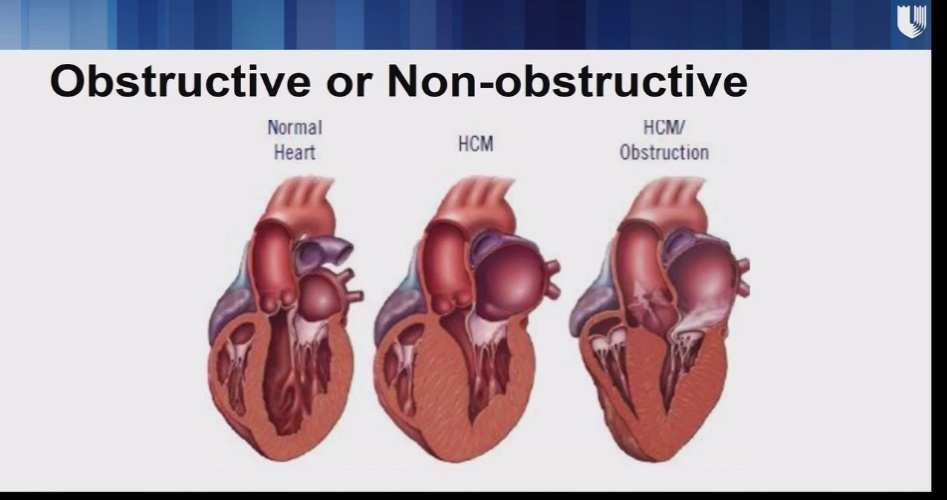 Obstructive or Non-obstructive
Normal
Heart
HCM
HCM/
Obstruction